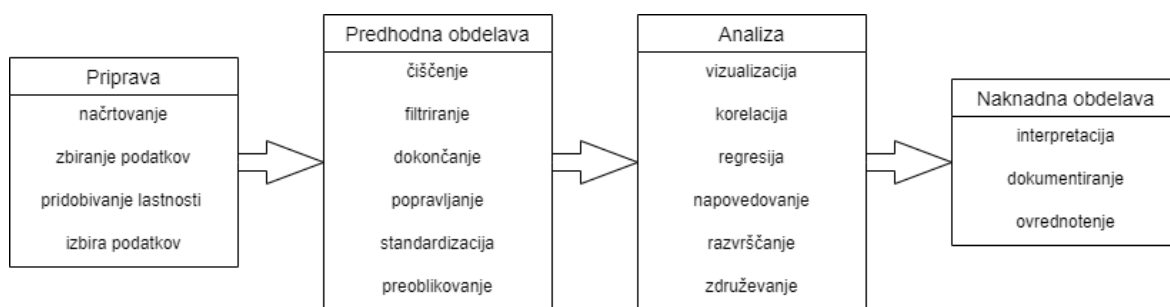 Priprava
načrtovanje
zbiranje podatkov
pridobivanje lastnosti
izbira podatkov
Predhodna obdelava
čiščenje
filtriranje
dokončanje
popravljanje
standardizacija
preoblikovanje
Analiza
vizualizacija
korelacija
regresija
napovedovanje
razvrščanje
združevanje
Naknadna obdelava
interpretacija
dokumentiranje
ovrednotenje